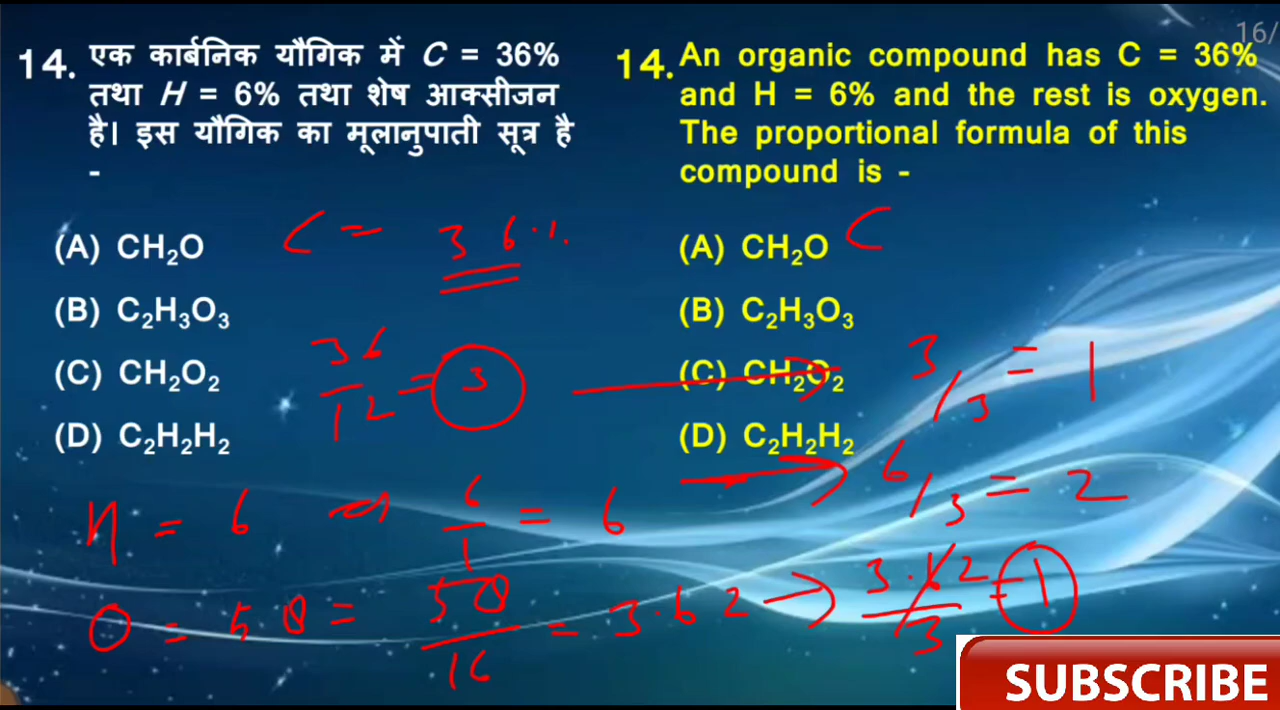 16/
14. एक कार्बनिक यौगिक में C = 36%
तथा H = 6% तथा शेष आक्सीजन
है। इस यौगिक का मूलानुपाती सूत्र है
-
(A) CH₂O
(B) C₂H₃O₃
(C) CH₂O₂
(D) C₂H₂H₂
14. An organic compound has C = 36%
and H = 6% and the rest is oxygen.
The proportional formula of this
compound is -
(A) CH₂O
(B) C₂H₃O₃
(C) CH₂O₂
(D) C₂H₂H₂
C = 36%
C
36/12 = 3 → 3/3 = 1
H = 6 → 6/1 = 6 → 6/3 = 2
O = 58 = 58/16 = 3.62 → 3.62/3 = 1
SUBSCRIBE